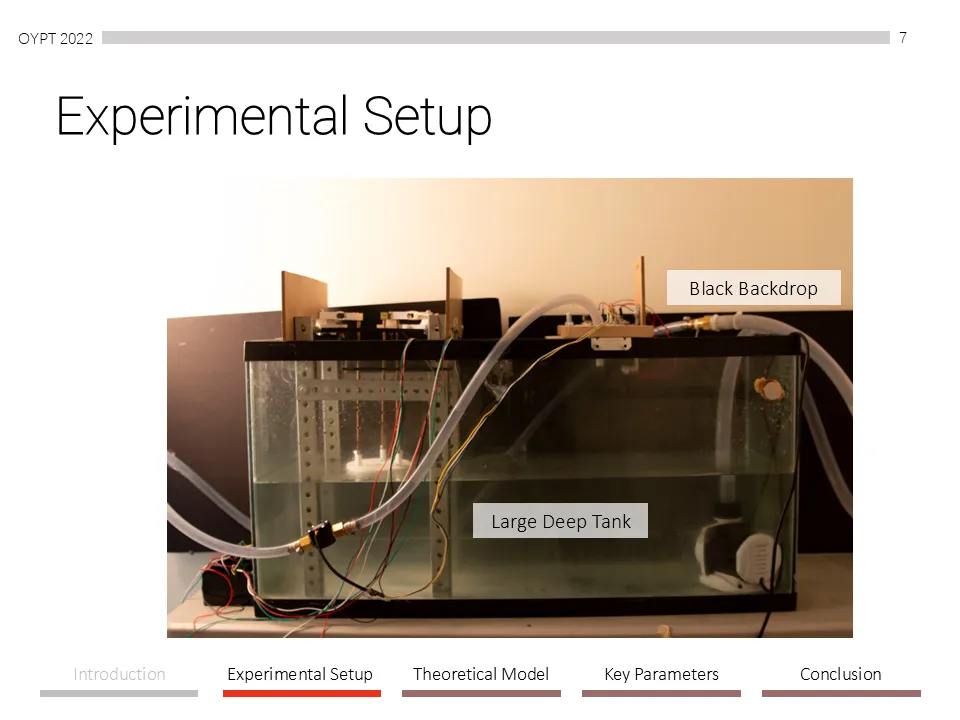 OYPT 2022
7
Experimental Setup
Black Backdrop
Large Deep Tank
Introduction
Experimental Setup
Theoretical Model
Key Parameters
Conclusion